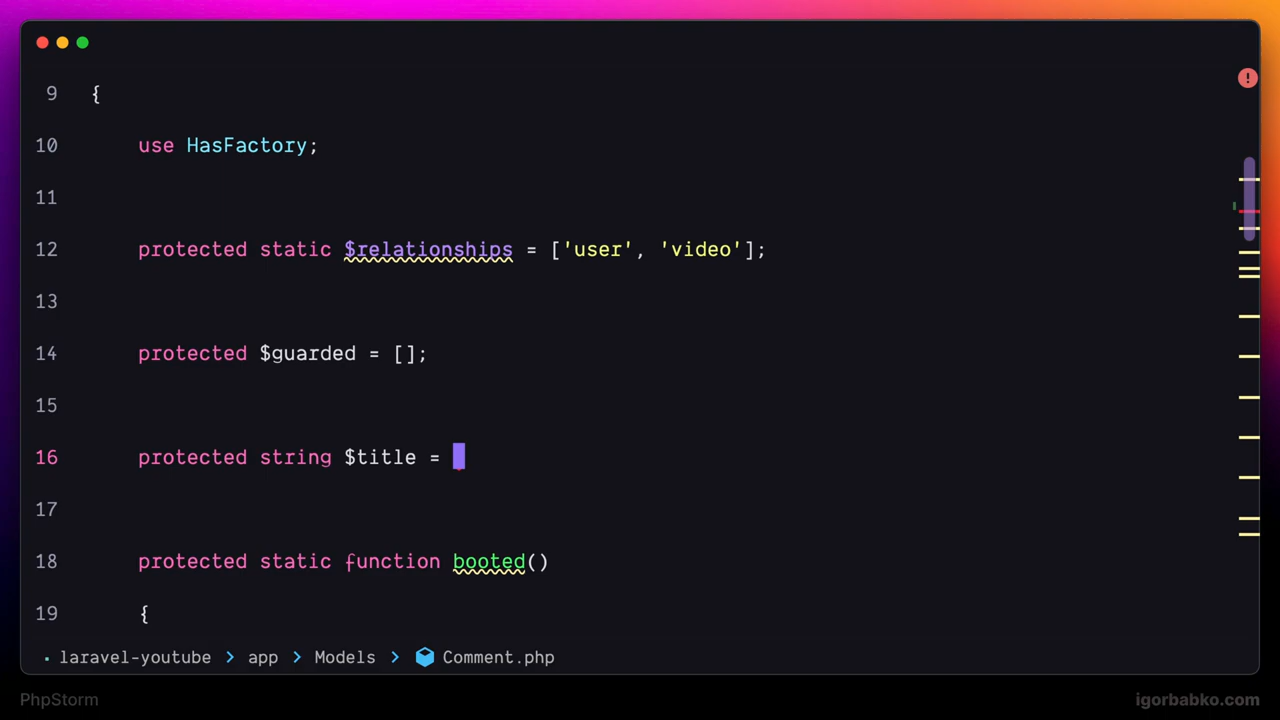 9 {
10 use HasFactory;
11
12 protected static $relationships = ['user', 'video'];
13
14 protected $guarded = [];
15
16 protected string $title =
17
18 protected static function booted()
19 {
laravel-youtube > app > Models > Comment.php
PhpStorm
igorbabko.com